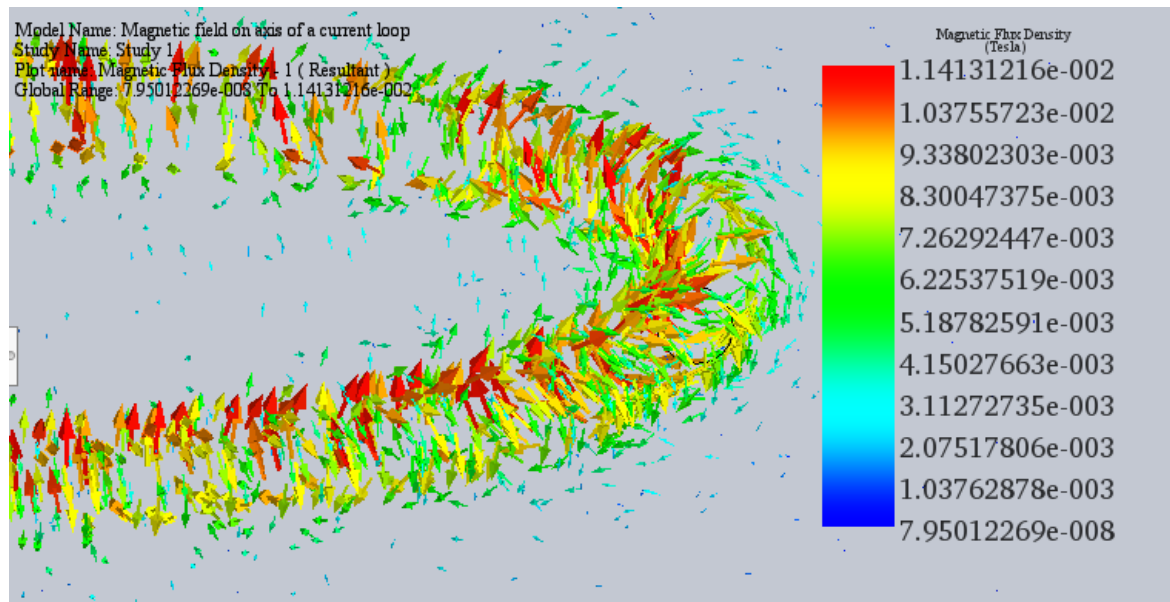 Model Name: Magnetic field on axis of a current loop
Study Name: Study 1
Plot name: Magnetic Flux Density - 1 ( Resultant )
Global Range: 7.95012269e-008 To 1.14131216e-002
Magnetic Flux Density
(Tesla)
1.14131216e-002
1.03755723e-002
9.33802303e-003
8.30047375e-003
7.26292447e-003
6.22537519e-003
5.18782591e-003
4.15027663e-003
3.11272735e-003
2.07517806e-003
1.03762878e-003
7.95012269e-008